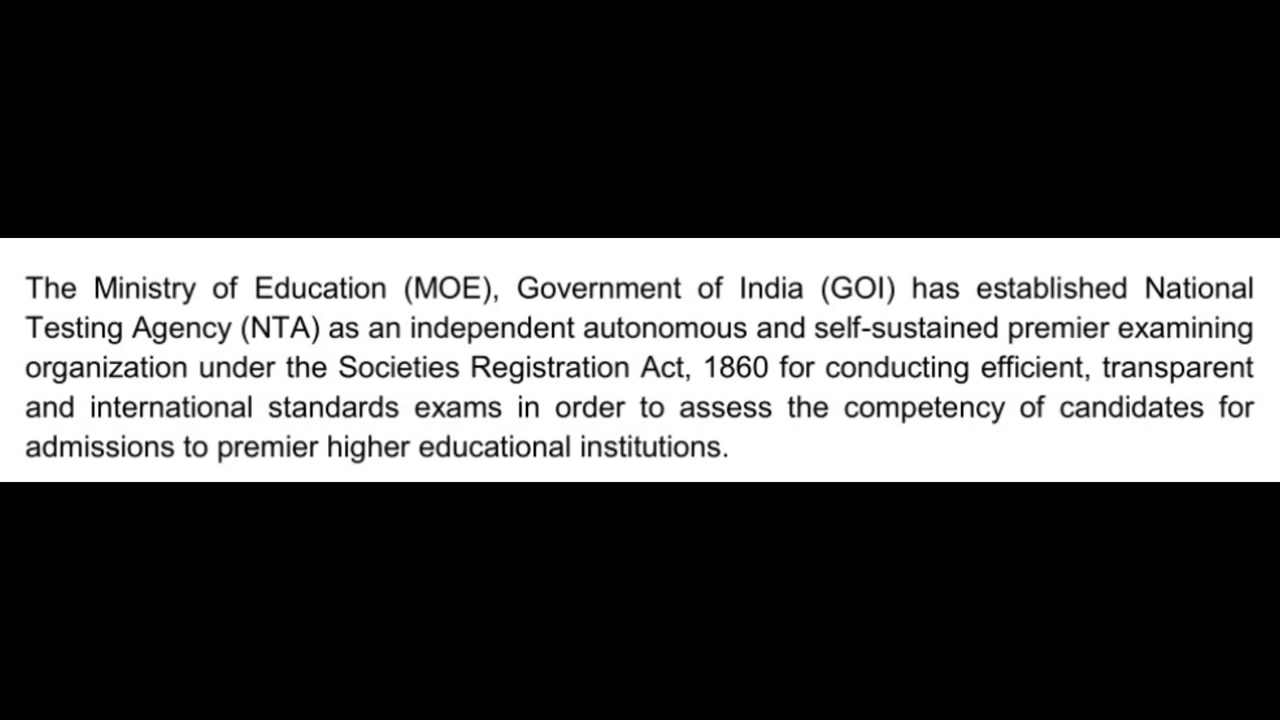 The Ministry of Education (MOE), Government of India (GOI) has established National
Testing Agency (NTA) as an independent autonomous and self-sustained premier examining
organization under the Societies Registration Act, 1860 for conducting efficient, transparent
and international standards exams in order to assess the competency of candidates for
admissions to premier higher educational institutions.